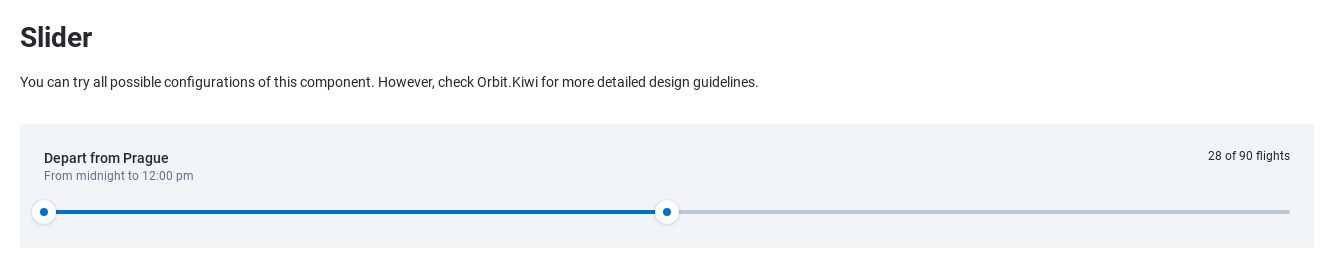 Slider
You can try all possible configurations of this component. However, check Orbit.Kiwi for more detailed design guidelines.
Depart from Prague
28 of 90 flights
From midnight to 12:00 pm